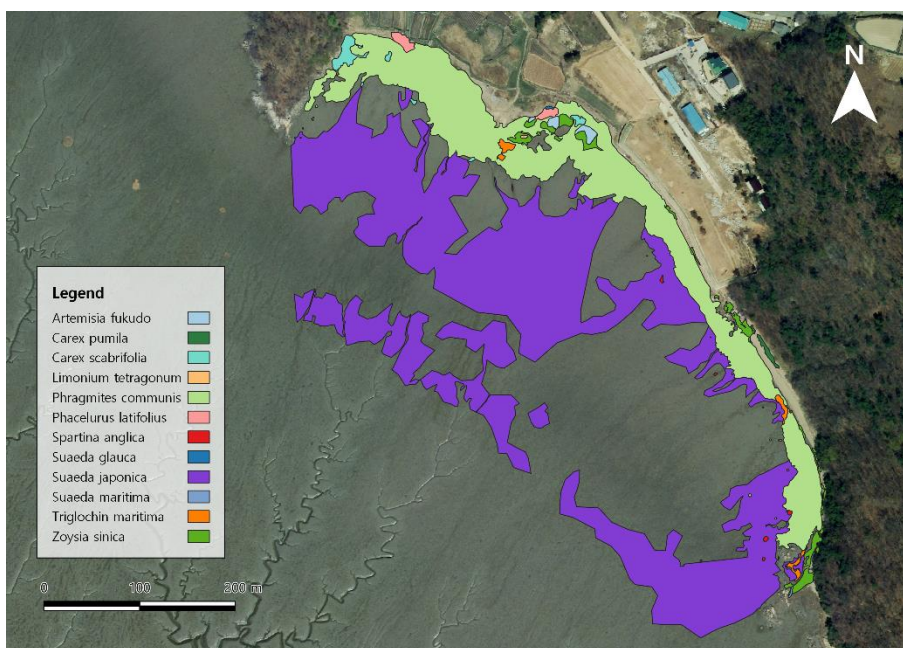 N
Legend
Artemisia fukudo
Carex pumila
Carex scabrifolia
Limonium tetragonum
Phragmites communis
Phacelurus latifolius
Spartina anglica
Suaeda glauca
Suaeda japonica
Suaeda maritima
Triglochin maritima
Zoysia sinica
0 100 200 m